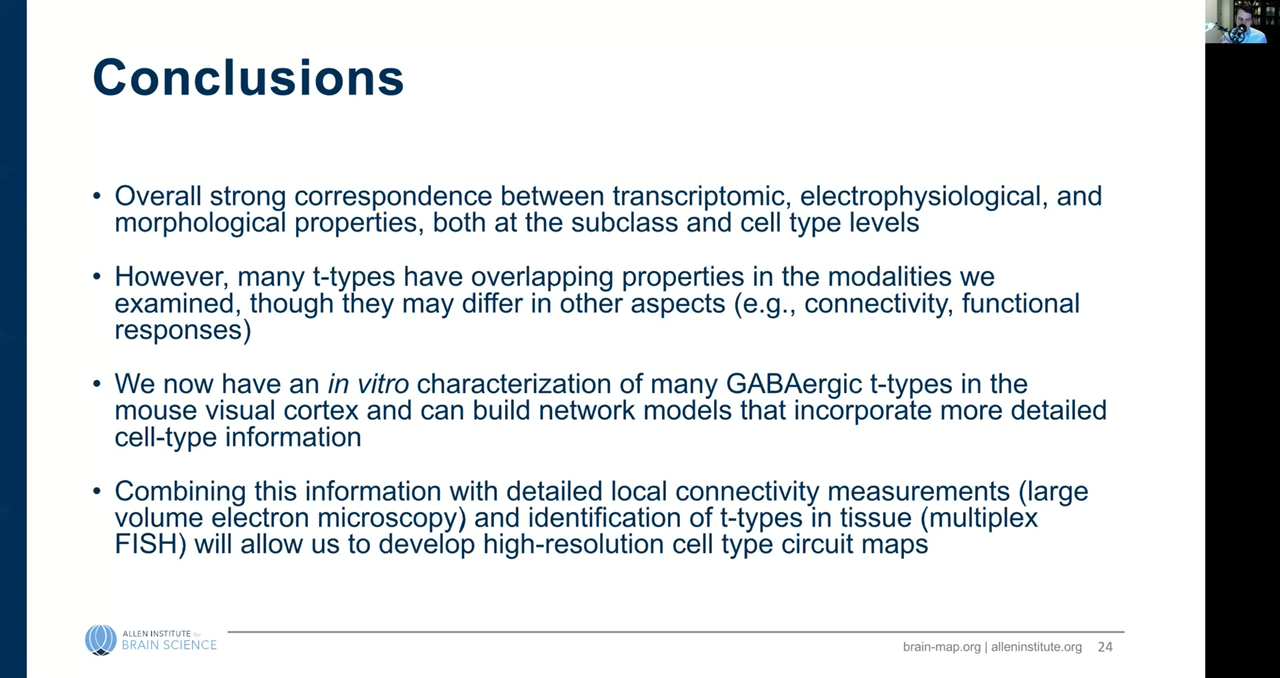 Conclusions
• Overall strong correspondence between transcriptomic, electrophysiological, and
morphological properties, both at the subclass and cell type levels
• However, many t-types have overlapping properties in the modalities we
examined, though they may differ in other aspects (e.g., connectivity, functional
responses)
• We now have an in vitro characterization of many GABAergic t-types in the
mouse visual cortex and can build network models that incorporate more detailed
cell-type information
• Combining this information with detailed local connectivity measurements (large
volume electron microscopy) and identification of t-types in tissue (multiplex
FISH) will allow us to develop high-resolution cell type circuit maps
ALLEN INSTITUTE for
BRAIN SCIENCE
brain-map.org | alleninstitute.org 24